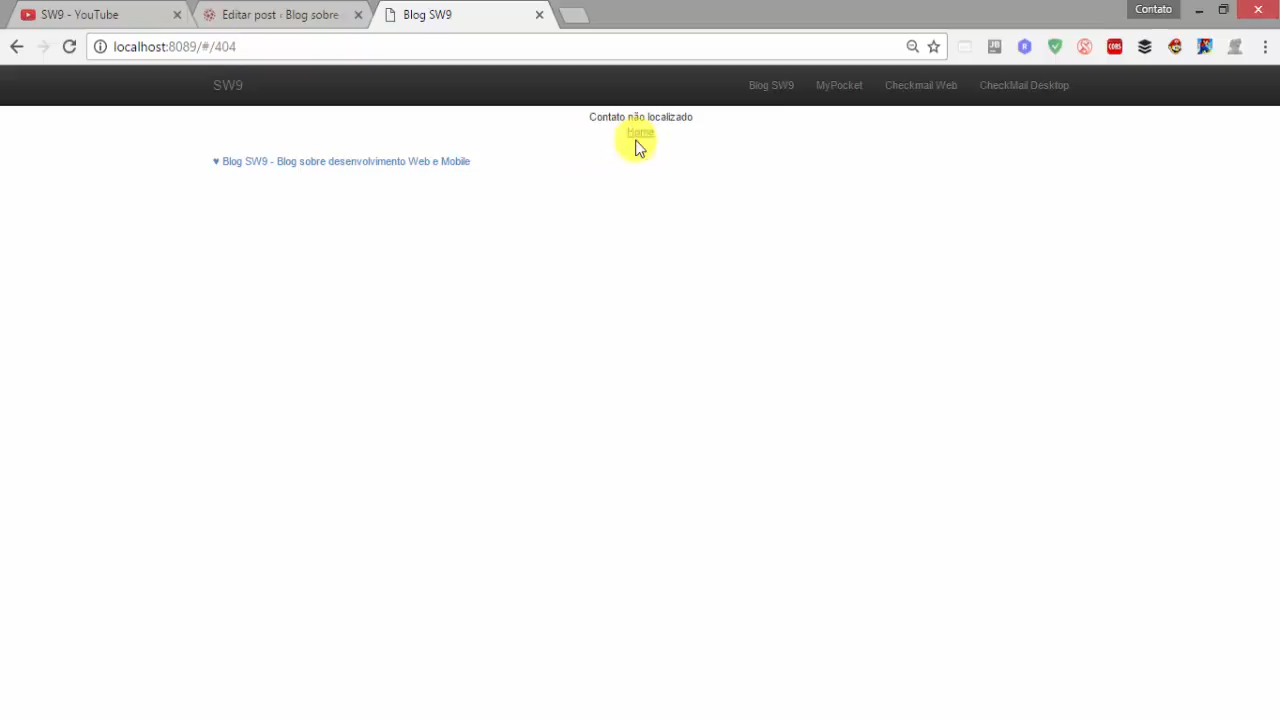 SW9 - YouTube
Editar post ‹ Blog sobre
Blog SW9
Contato
localhost:8089/#/404
SW9
Blog SW9 MyPocket Checkmail Web CheckMail Desktop
Contato não localizado
Home
♥ Blog SW9 - Blog sobre desenvolvimento Web e Mobile